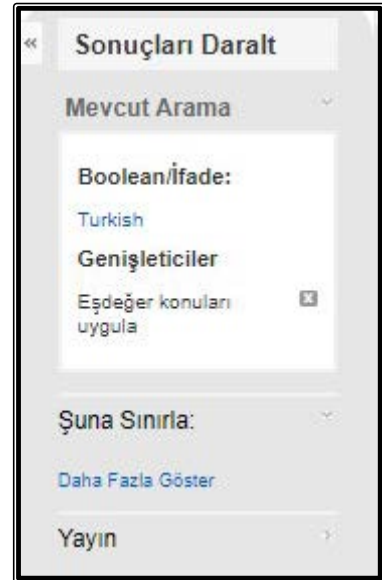 «
Sonuçları Daralt
Mevcut Arama
Boolean/İfade:
Turkish
Genişleticiler
Eşdeğer konuları
uygula
Şuna Sınırla:
Daha Fazla Göster
Yayın